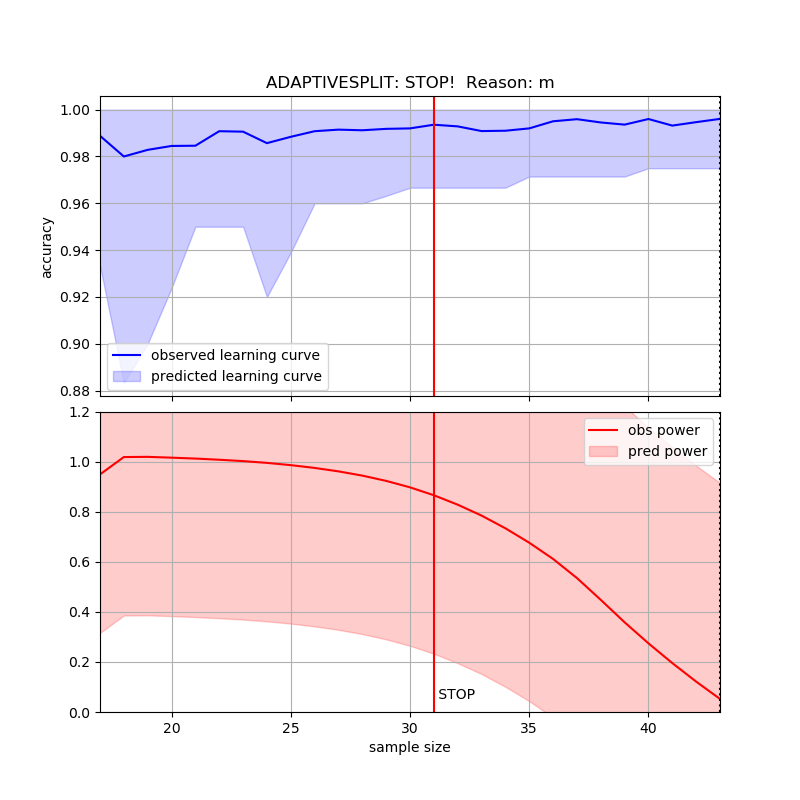 ADAPTIVESPLIT: STOP!  Reason: m
1.00
0.98
0.96
0.94
0.92
0.90
0.88
accuracy
observed learning curve
predicted learning curve
1.2
1.0
0.8
0.6
0.4
0.2
0.0
obs power
pred power
STOP
20 25 30 35 40
sample size